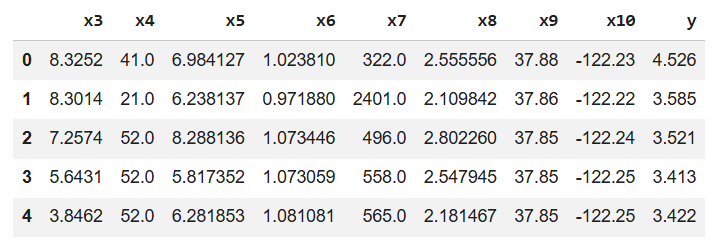 x3 x4 x5 x6 x7 x8 x9 x10 y
0 8.3252 41.0 6.984127 1.023810 322.0 2.555556 37.88 -122.23 4.526
1 8.3014 21.0 6.238137 0.971880 2401.0 2.109842 37.86 -122.22 3.585
2 7.2574 52.0 8.288136 1.073446 496.0 2.802260 37.85 -122.24 3.521
3 5.6431 52.0 5.817352 1.073059 558.0 2.547945 37.85 -122.25 3.413
4 3.8462 52.0 6.281853 1.081081 565.0 2.181467 37.85 -122.25 3.422